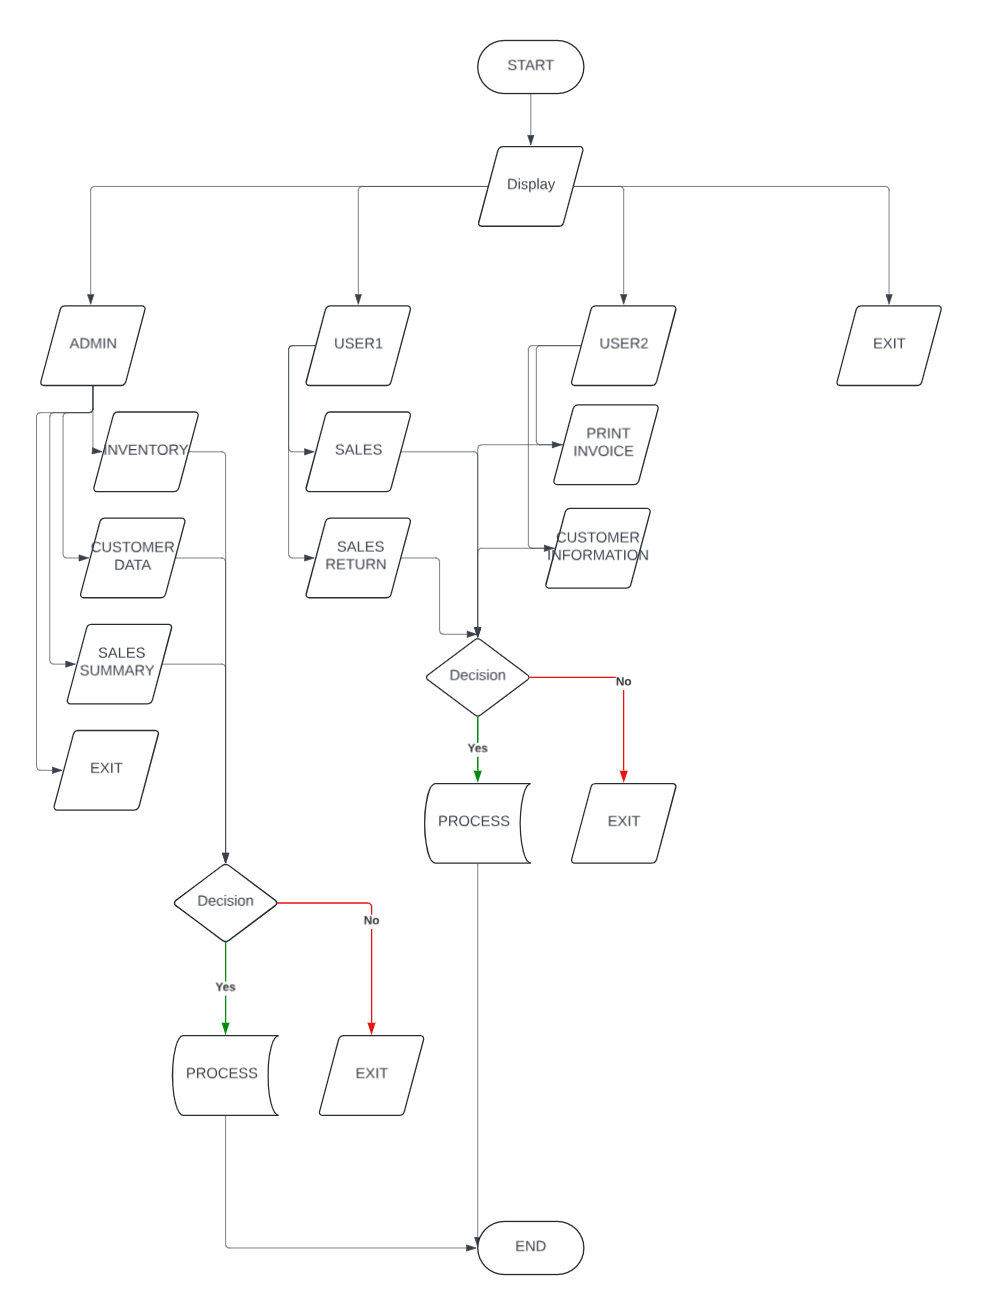 START
Display
ADMIN
USER1
USER2
EXIT
INVENTORY
SALES
PRINT
INVOICE
CUSTOMER
DATA
SALES
RETURN
CUSTOMER
INFORMATION
SALES
SUMMARY
Decision
No
Yes
EXIT
PROCESS
EXIT
Decision
No
Yes
PROCESS
EXIT
END